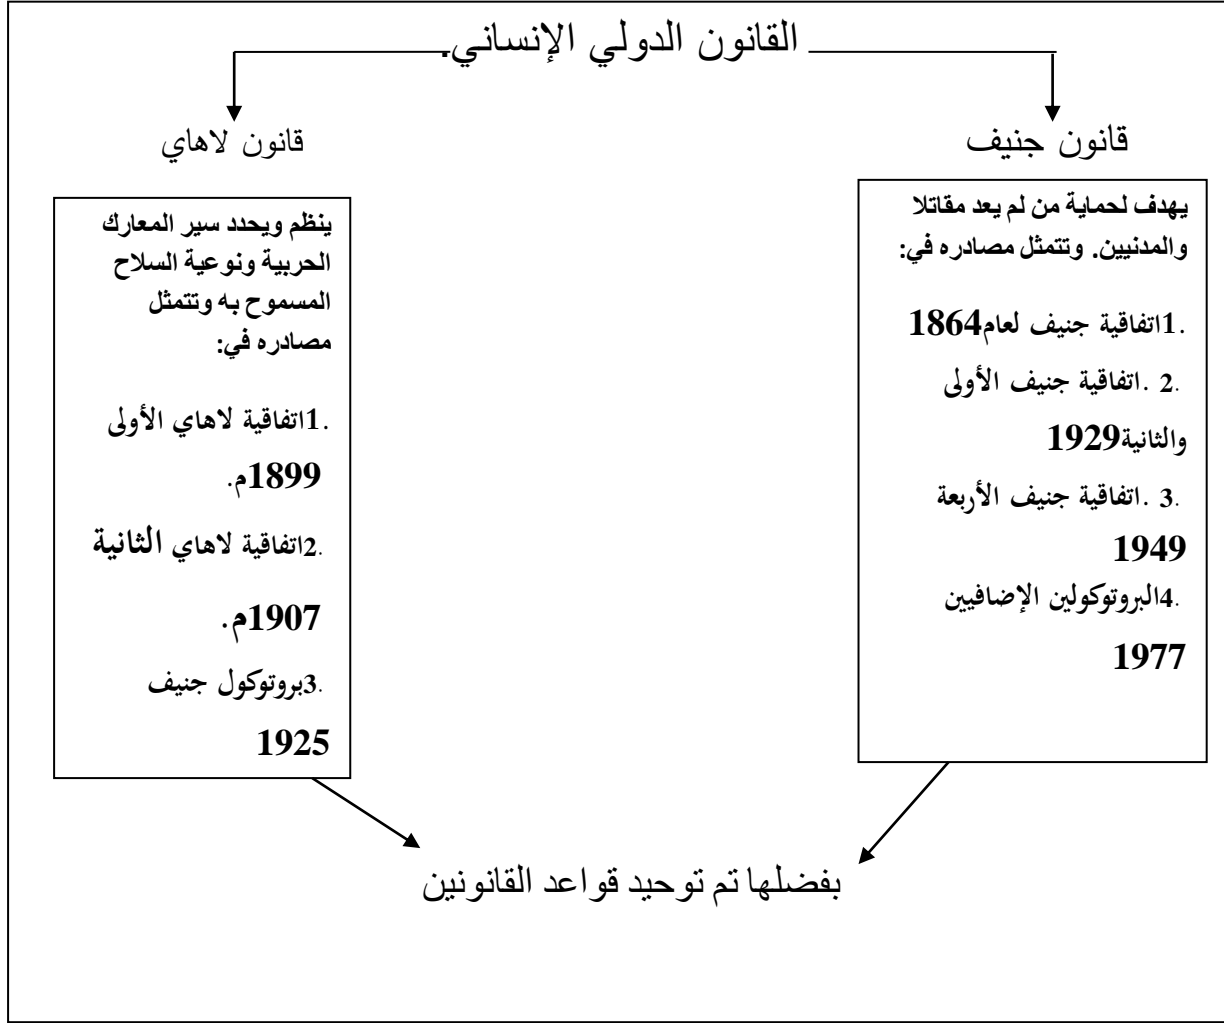 القانون الدولي الإنساني.
قانون جنيف
يهدف لحماية من لم يعد مقاتلا
والمدنيين. وتتمثل مصادره في:
.1اتفاقية جنيف لعام1864
.2 .اتفاقية جنيف الأولى
والثانية1929
.3 .اتفاقية جنيف الأربعة
1949
.4البروتوكولين الإضافيين
1977
قانون لاهاي
ينظم ويحدد سير المعارك
الحربية ونوعية السلاح
المسموح به وتتمثل
مصادره في:
.1اتفاقية لاهاي الأولى
1899م.
.2اتفاقية لاهاي الثانية
1907م.
.3بروتوكول جنيف
1925
بفضلها تم توحيد قواعد القانونين